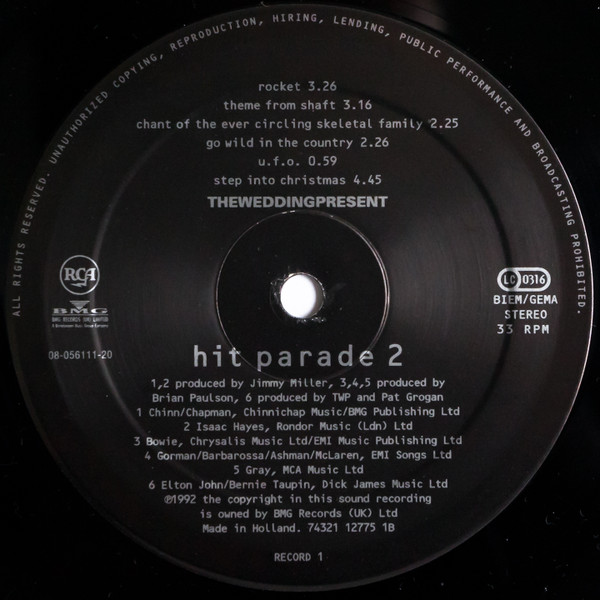 ALL RIGHTS RESERVED. UNAUTHORIZED COPYING, REPRODUCTION, HIRING, LENDING, PUBLIC PERFORMANCE AND BROADCASTING PROHIBITED.
rocket 3.26
theme from shaft 3.16
chant of the ever circling skeletal family 2.25
go wild in the country 2.26
u.f.o. 0.59
step into christmas 4.45
THEWEDDINGPRESENT
RCA
BMG
BMG RECORDS (UK) LIMITED
08-056111-20
LC 0316
BIEM/GEMA
STEREO
33 RPM
hit parade 2
1,2 produced by Jimmy Miller, 3,4,5 produced by
Brian Paulson, 6 produced by TWP and Pat Grogan
1 Chinn/Chapman, Chinnichap Music/BMG Publishing Ltd
2 Isaac Hayes, Rondor Music (Ldn) Ltd
3 Bowie, Chrysalis Music Ltd/EMI Music Publishing Ltd
4 Gorman/Barbarossa/Ashman/McLaren, EMI Songs Ltd
5 Gray, MCA Music Ltd
6 Elton John/Bernie Taupin, Dick James Music Ltd
℗1992 the copyright in this sound recording
is owned by BMG Records (UK) Ltd
Made in Holland. 74321 12775 1B
RECORD 1